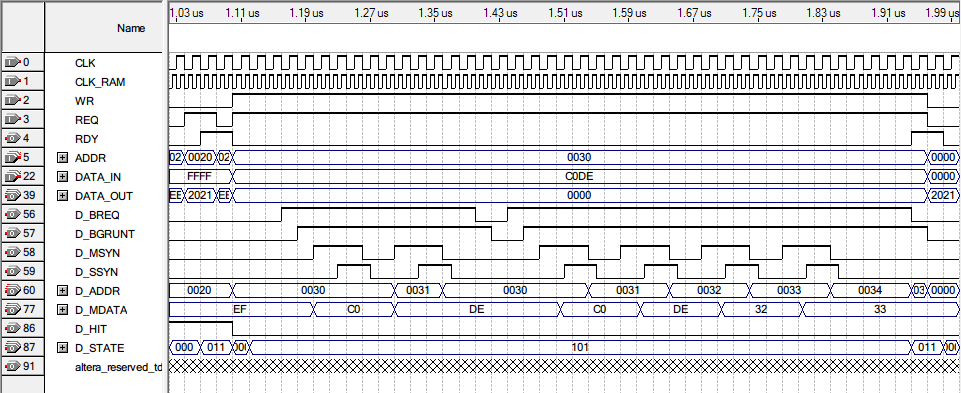 1.03 us 1.11 us 1.19 us 1.27 us 1.35 us 1.43 us 1.51 us 1.59 us 1.67 us 1.75 us 1.83 us 1.91 us 1.99 us
Name
0 CLK
1 CLK_RAM
2 WR
3 REQ
4 RDY
5 ADDR 02 0020 02 0030 0000
22 DATA_IN FFFF C0DE 0000
39 DATA_OUT EE 2021 EE 0000 2021
56 D_BREQ
57 D_BGRUNT
58 D_MSYN
59 D_SSYN
60 D_ADDR 0020 0030 0031 0030 0031 0032 0033 0034 03 0000
77 D_MDATA EF C0 DE C0 DE 32 33
86 D_HIT
87 D_STATE 000 011 00 101 011 00
91 altera_reserved_td